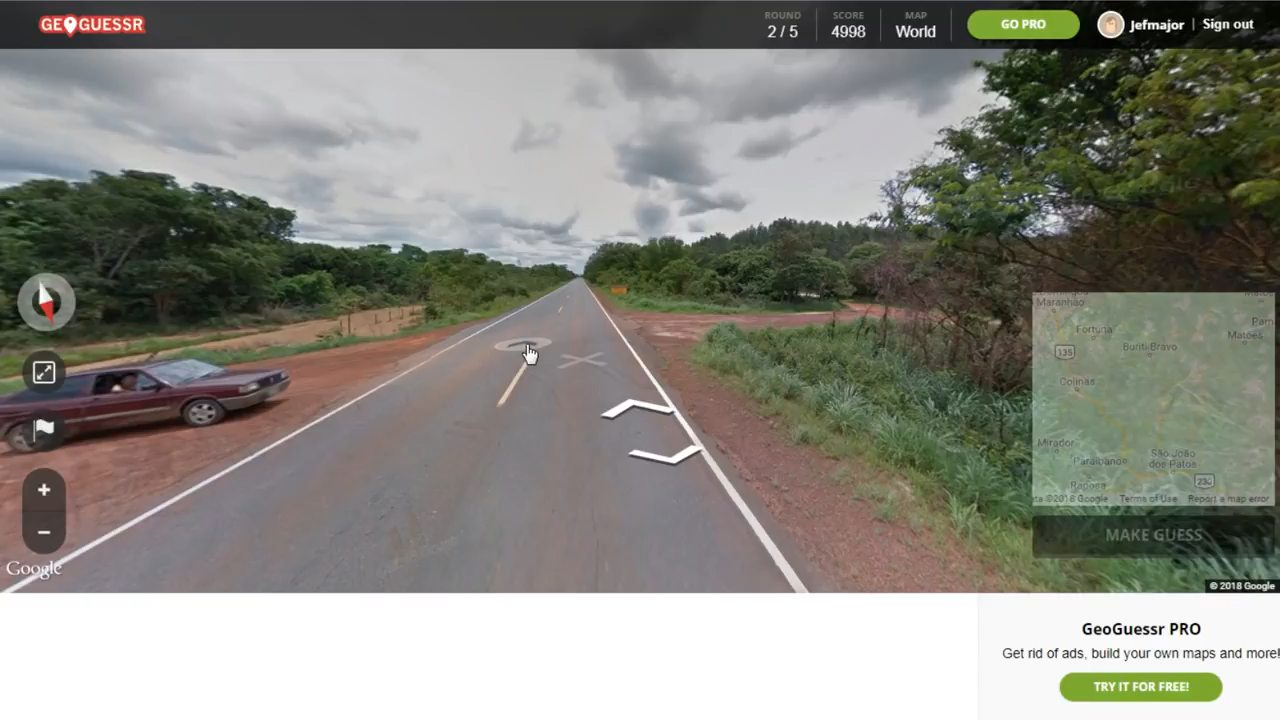 GEOGUESSR
ROUND
2 / 5
SCORE
4998
MAP
World
GO PRO
Jefmajor | Sign out
Maranhão
Fortuna
Matões
135
Buriti Bravo
Colinas
Mirador
Paraibano
São João
dos Patos
230
©2018 Google Terms of Use Report a map error
MAKE GUESS
Google
© 2018 Google
GeoGuessr PRO
Get rid of ads, build your own maps and more!
TRY IT FOR FREE!